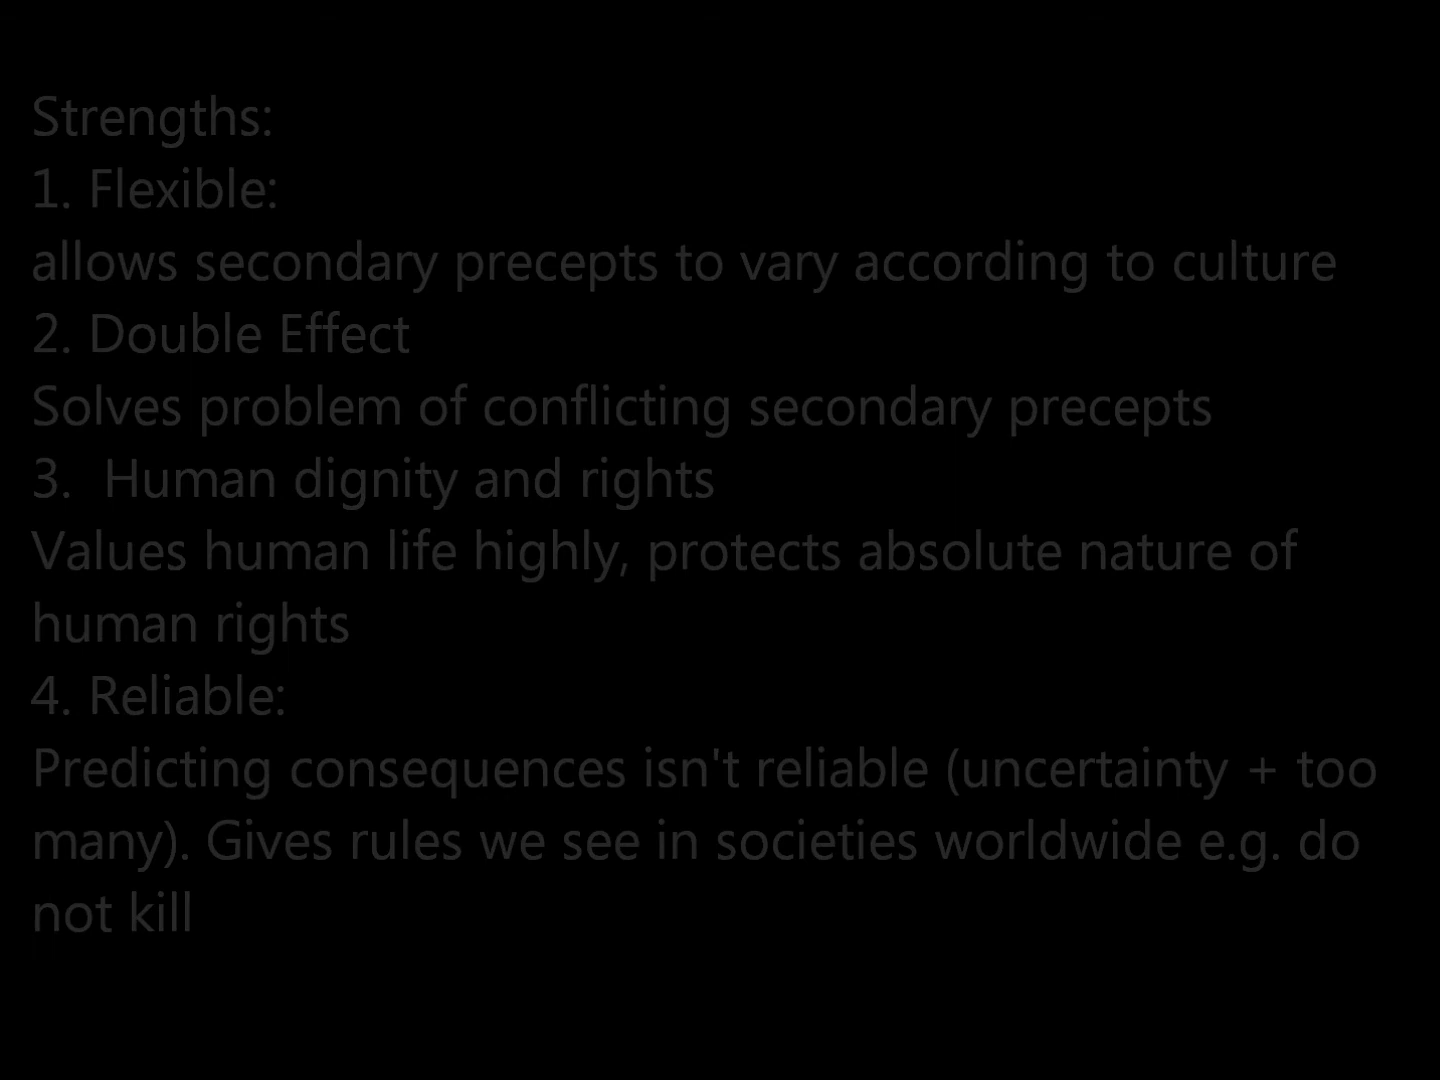 Strengths:
1. Flexible:
allows secondary precepts to vary according to culture
2. Double Effect
Solves problem of conflicting secondary precepts
3.  Human dignity and rights
Values human life highly, protects absolute nature of
human rights
4. Reliable:
Predicting consequences isn't reliable (uncertainty + too
many). Gives rules we see in societies worldwide e.g. do
not kill